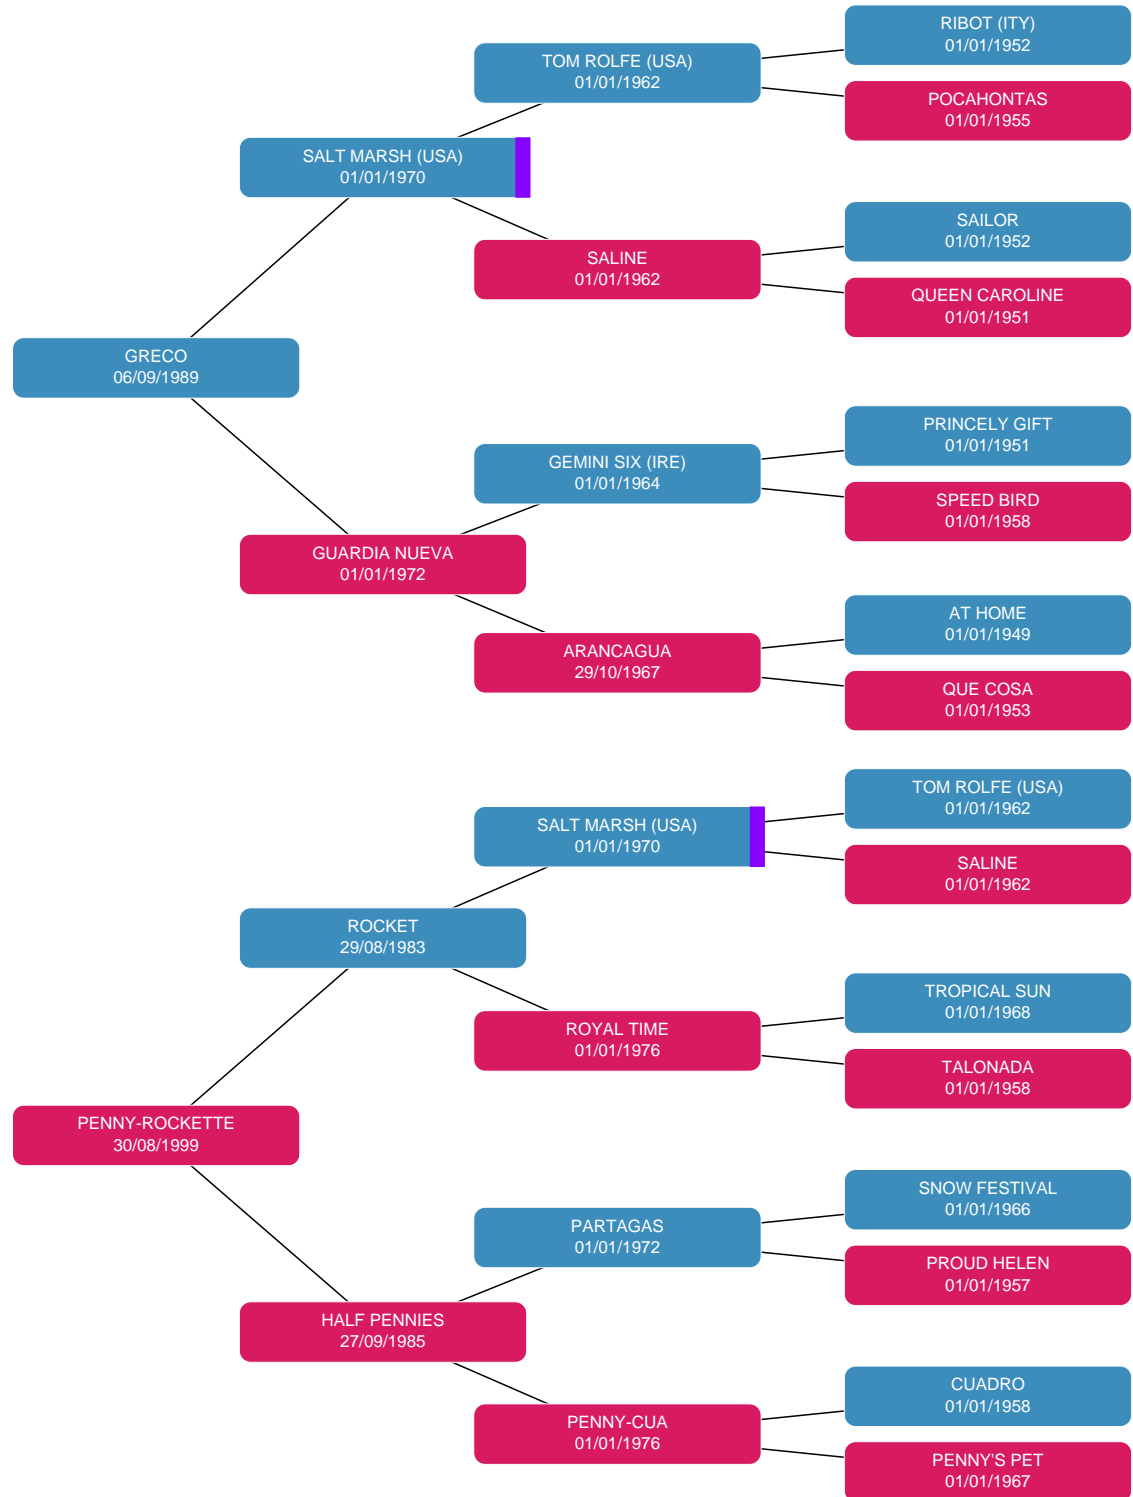 RIBOT (ITY)
01/01/1952
TOM ROLFE (USA)
01/01/1962
POCAHONTAS
01/01/1955
SALT MARSH (USA)
01/01/1970
SAILOR
01/01/1952
SALINE
01/01/1962
QUEEN CAROLINE
01/01/1951
GRECO
06/09/1989
PRINCELY GIFT
01/01/1951
GEMINI SIX (IRE)
01/01/1964
SPEED BIRD
01/01/1958
GUARDIA NUEVA
01/01/1972
AT HOME
01/01/1949
ARANCAGUA
29/10/1967
QUE COSA
01/01/1953
TOM ROLFE (USA)
01/01/1962
SALT MARSH (USA)
01/01/1970
SALINE
01/01/1962
ROCKET
29/08/1983
TROPICAL SUN
01/01/1968
ROYAL TIME
01/01/1976
TALONADA
01/01/1958
PENNY-ROCKETTE
30/08/1999
SNOW FESTIVAL
01/01/1966
PARTAGAS
01/01/1972
PROUD HELEN
01/01/1957
HALF PENNIES
27/09/1985
CUADRO
01/01/1958
PENNY-CUA
01/01/1976
PENNY'S PET
01/01/1967